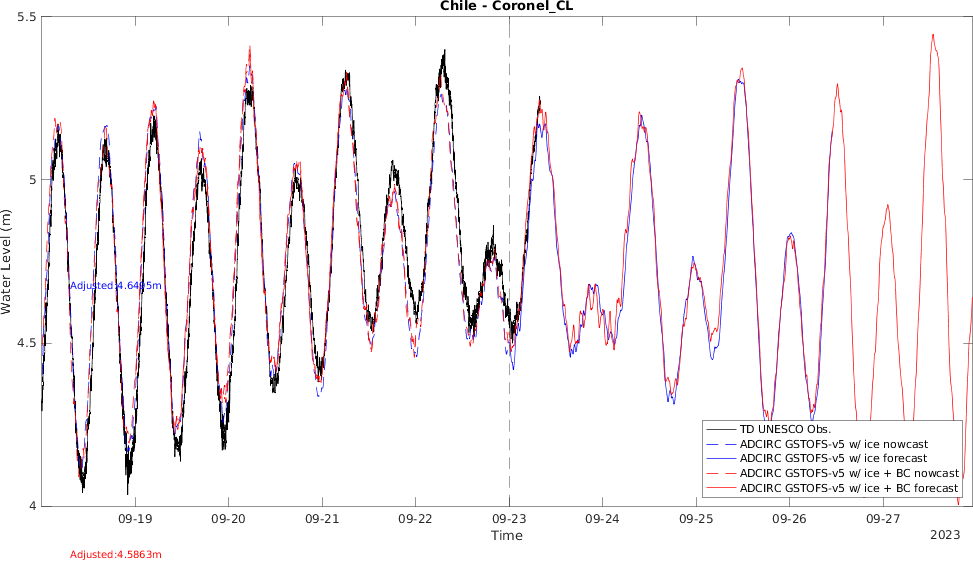 Chile - Coronel_CL
5.5
5
4.5
4
Water Level (m)
Adjusted:4.6495m
TD UNESCO Obs.
ADCIRC GSTOFS-v5 w/ ice nowcast
ADCIRC GSTOFS-v5 w/ ice forecast
ADCIRC GSTOFS-v5 w/ ice + BC nowcast
ADCIRC GSTOFS-v5 w/ ice + BC forecast
09-19 09-20 09-21 09-22 09-23 09-24 09-25 09-26 09-27
Time
2023
Adjusted:4.5863m